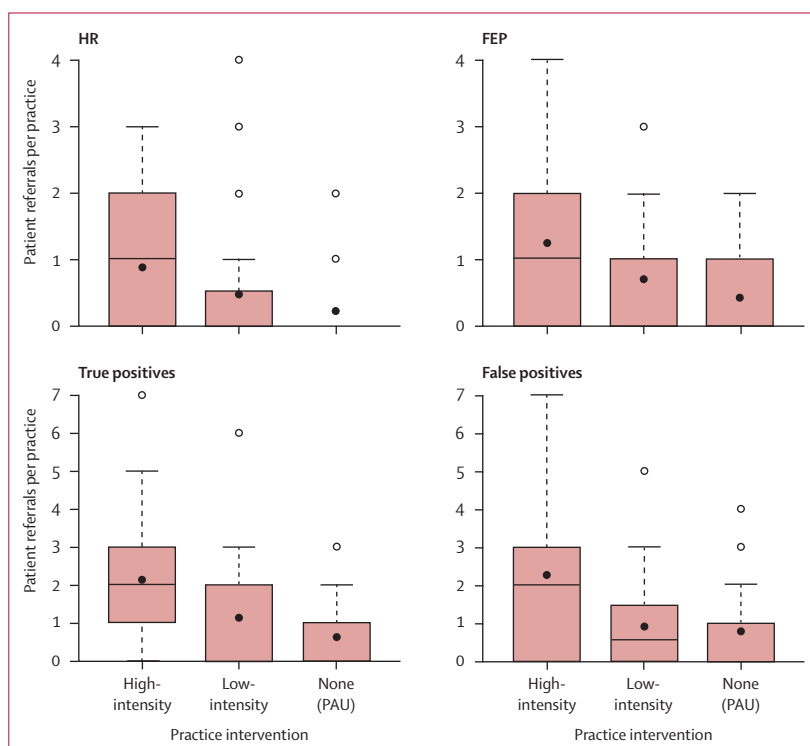 HR
Patient referrals per practice
4
3
2
1
0
FEP
4
3
2
1
0
True positives
Patient referrals per practice
7
6
5
4
3
2
1
0
High-
intensity
Low-
intensity
None
(PAU)
Practice intervention
False positives
7
6
5
4
3
2
1
0
High-
intensity
Low-
intensity
None
(PAU)
Practice intervention